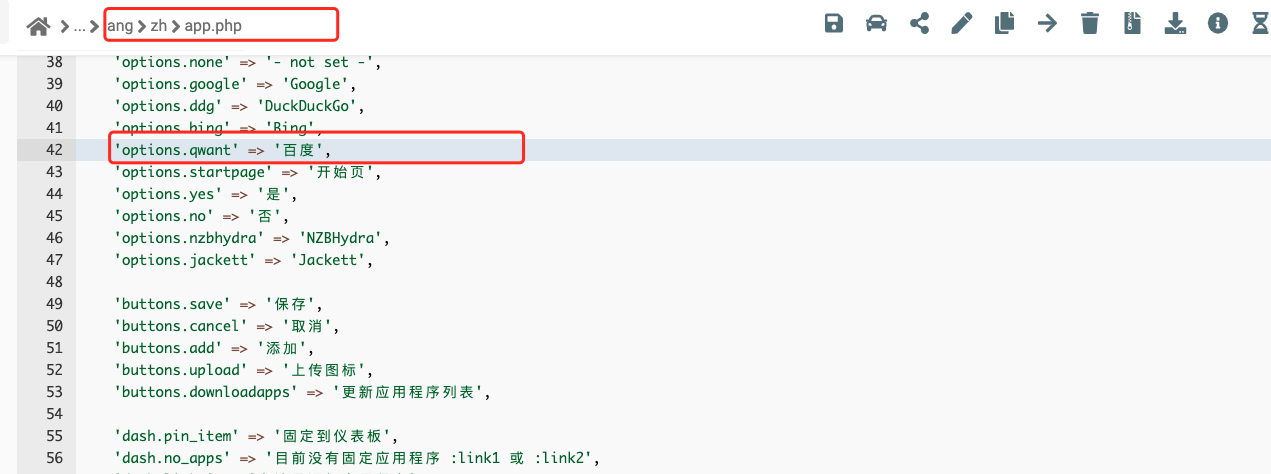 ... ang zh app.php
38 'options.none' => '- not set -',
39 'options.google' => 'Google',
40 'options.ddg' => 'DuckDuckGo',
41 'options.bing' => 'Bing',
42 'options.qwant' => '百度',
43 'options.startpage' => '开始页',
44 'options.yes' => '是',
45 'options.no' => '否',
46 'options.nzbhydra' => 'NZBHydra',
47 'options.jackett' => 'Jackett',
48
49 'buttons.save' => '保存',
50 'buttons.cancel' => '取消',
51 'buttons.add' => '添加',
52 'buttons.upload' => '上传图标',
53 'buttons.downloadapps' => '更新应用程序列表',
54
55 'dash.pin_item' => '固定到仪表板',
56 'dash.no_apps' => '目前没有固定应用程序 :link1 或 :link2',